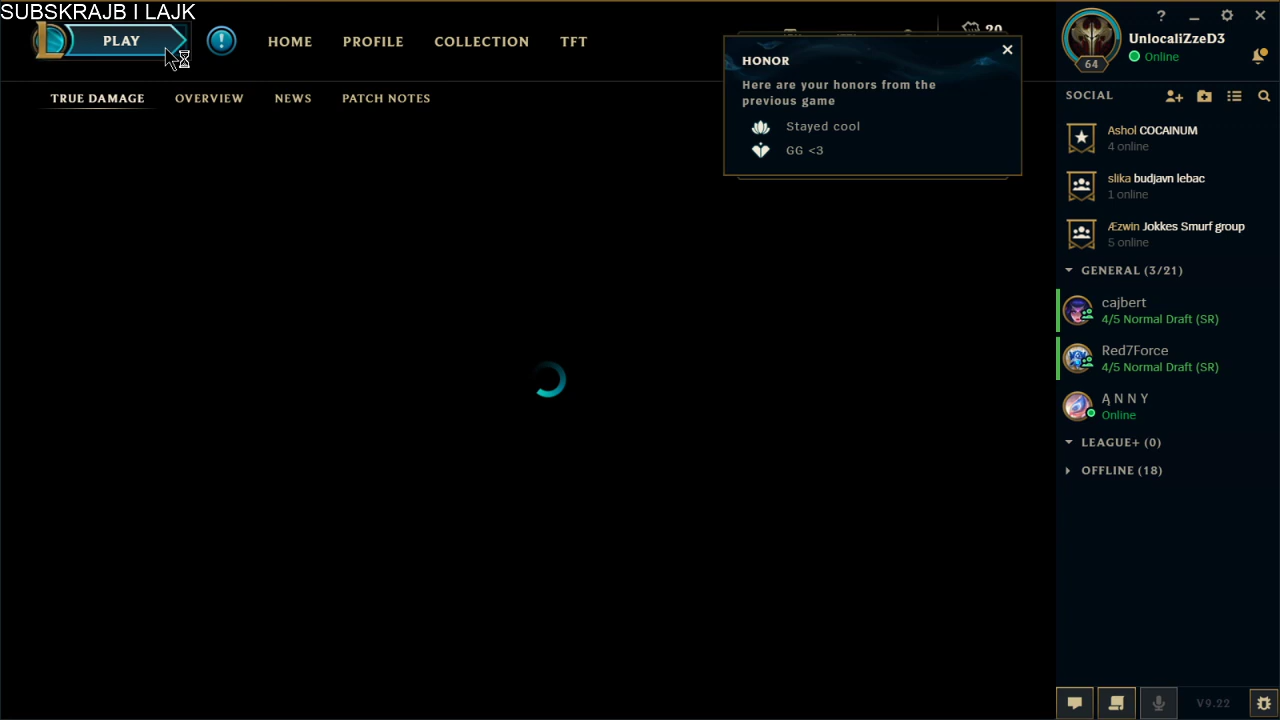 SUBSKRAJB I LAJK
PLAY
HOME
PROFILE
COLLECTION
TFT
20
UnlocaliZzeD3
Online
64
TRUE DAMAGE
OVERVIEW
NEWS
PATCH NOTES
HONOR
Here are your honors from the
previous game
Stayed cool
GG <3
SOCIAL
Ashol COCAINUM
4 online
slika budjavn lebac
1 online
Æzwin Jokkes Smurf group
5 online
GENERAL (3/21)
cajbert
4/5 Normal Draft (SR)
Red7Force
4/5 Normal Draft (SR)
Ą N N Y
Online
LEAGUE+ (0)
OFFLINE (18)
V9.22